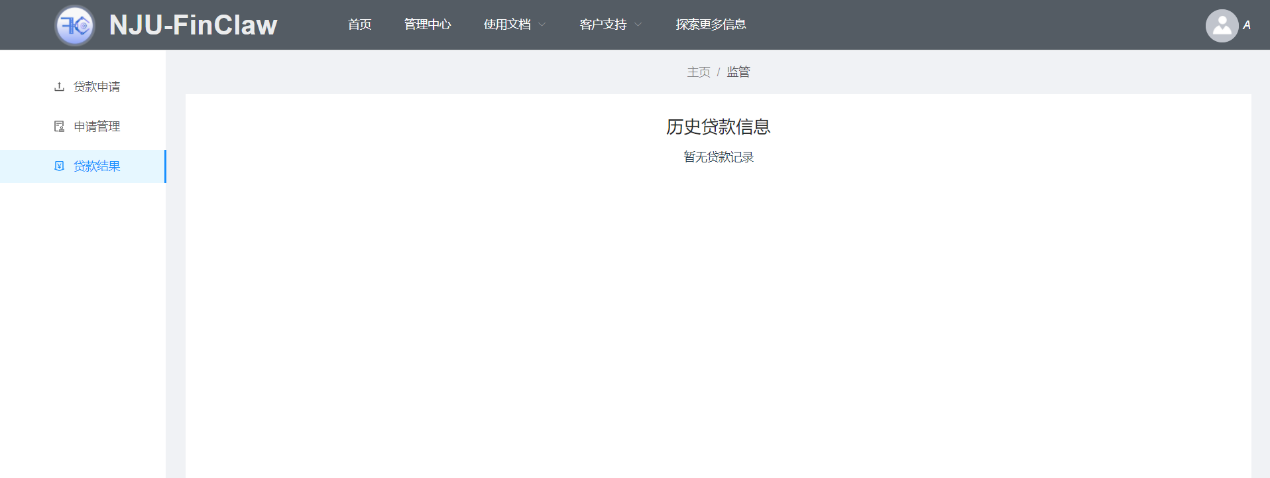 NJU-FinClaw 首页 管理中心 使用文档 客户支持 探索更多信息 A
贷款申请
申请管理
贷款结果
主页 / 监管
历史贷款信息
暂无贷款记录